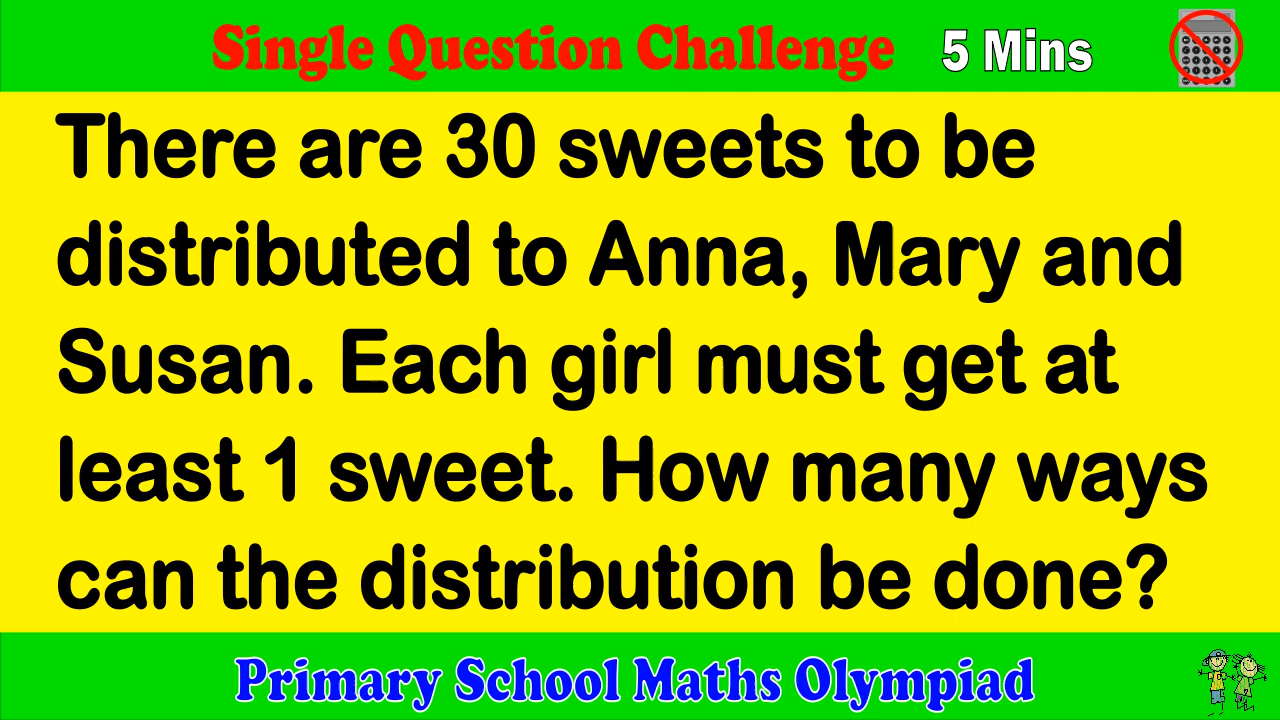 Single Question Challenge 5 Mins
There are 30 sweets to be
distributed to Anna, Mary and
Susan. Each girl must get at
least 1 sweet. How many ways
can the distribution be done?
Primary School Maths Olympiad